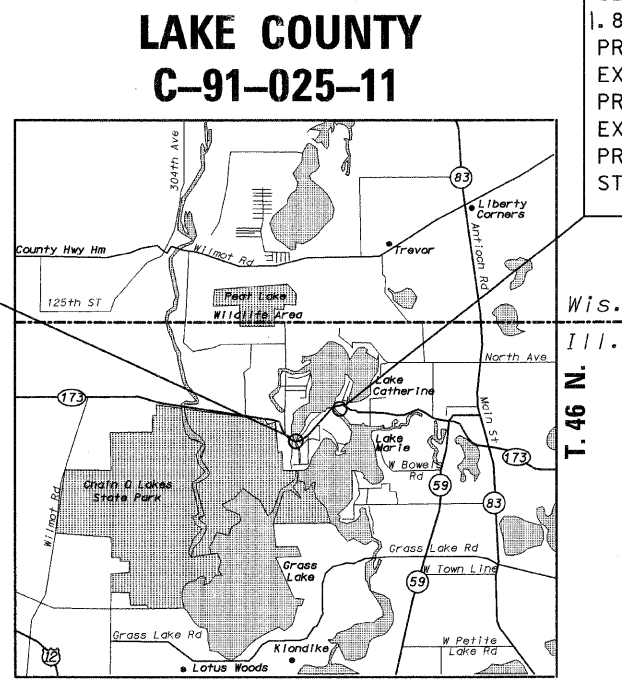 LAKE COUNTY
C-91-025-11
1.8
PR
EX
PR
EX
PR
ST
304th Ave
83
Liberty
Corners
Trevor
Antioch Rd
County Hwy Hm
Wilmot Rd
Peat Lake
125th ST
Wildlife Area
Wis.
Ill.
North Ave
Lake
Catherine
173
T. 46 N.
Main St
Lake
Marie
W Bowels
Rd
173
Chain O Lakes
State Park
59
83
Wilmot Rd
Grass Lake Rd
Grass
Lake
W Town Line
59
Grass Lake Rd
W Petite
Lake Rd
12
Klondike
Lotus Woods